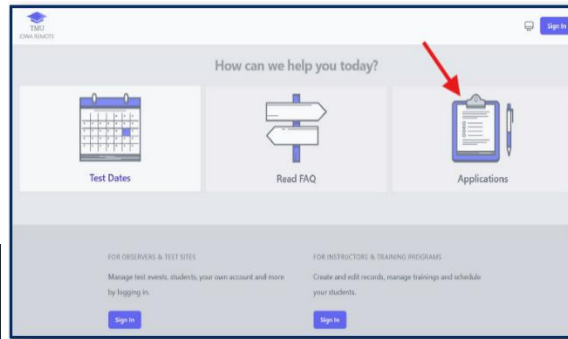 TMU
IOWA REMOTE
Sign In
How can we help you today?
Test Dates
Read FAQ
Applications
FOR OBSERVERS & TEST SITES
Manage test events, students, your own account and more
by logging in.
Sign In
FOR INSTRUCTORS & TRAINING PROGRAMS
Create and edit records, manage trainings and schedule
your students.
Sign In